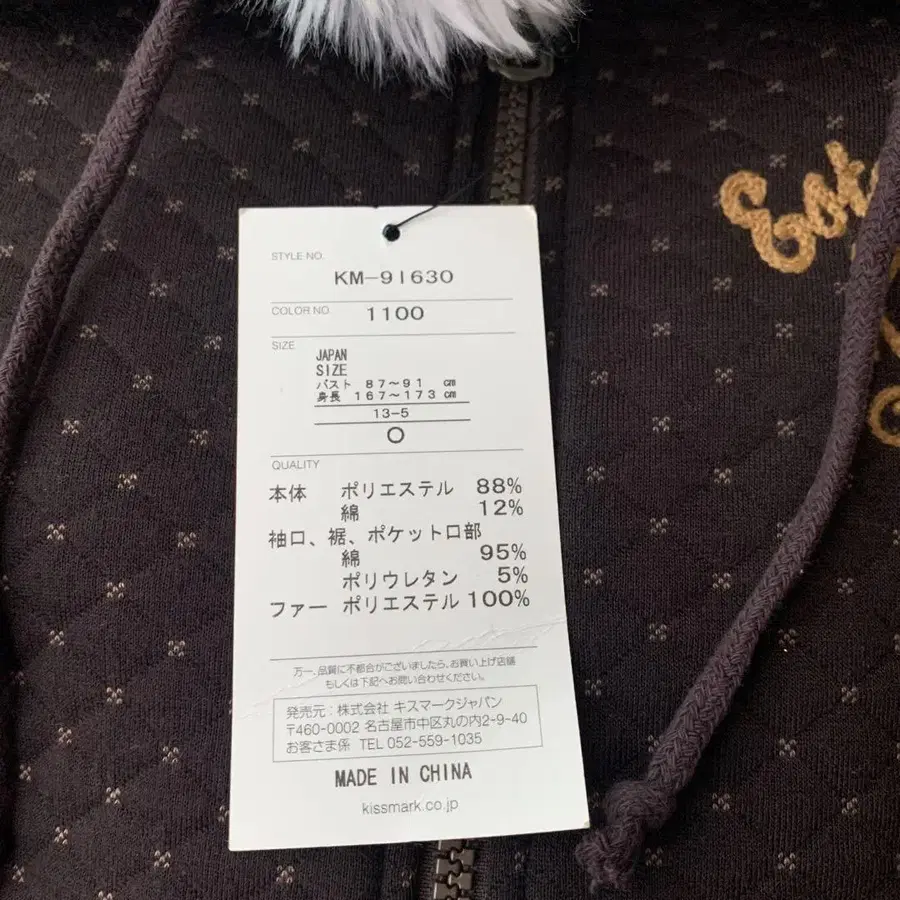 STYLE NO.
KM-91630
COLOR NO. 1100
SIZE
JAPAN
SIZE
バスト 87～91 cm
身長 167～173 cm
13-5
O
QUALITY
本体 ポリエステル 88%
綿 12%
袖口、裾、ポケット口部
綿 95%
ポリウレタン 5%
ファー ポリエステル 100%
万一、品質に不都合がございましたら、お買い上げ店舗
もしくは下記へお問い合わせください。
発売元：株式会社 キスマークジャパン
〒460-0002 名古屋市中区丸の内2-9-40
お客さま係 TEL 052-559-1035
MADE IN CHINA
kissmark.co.jp